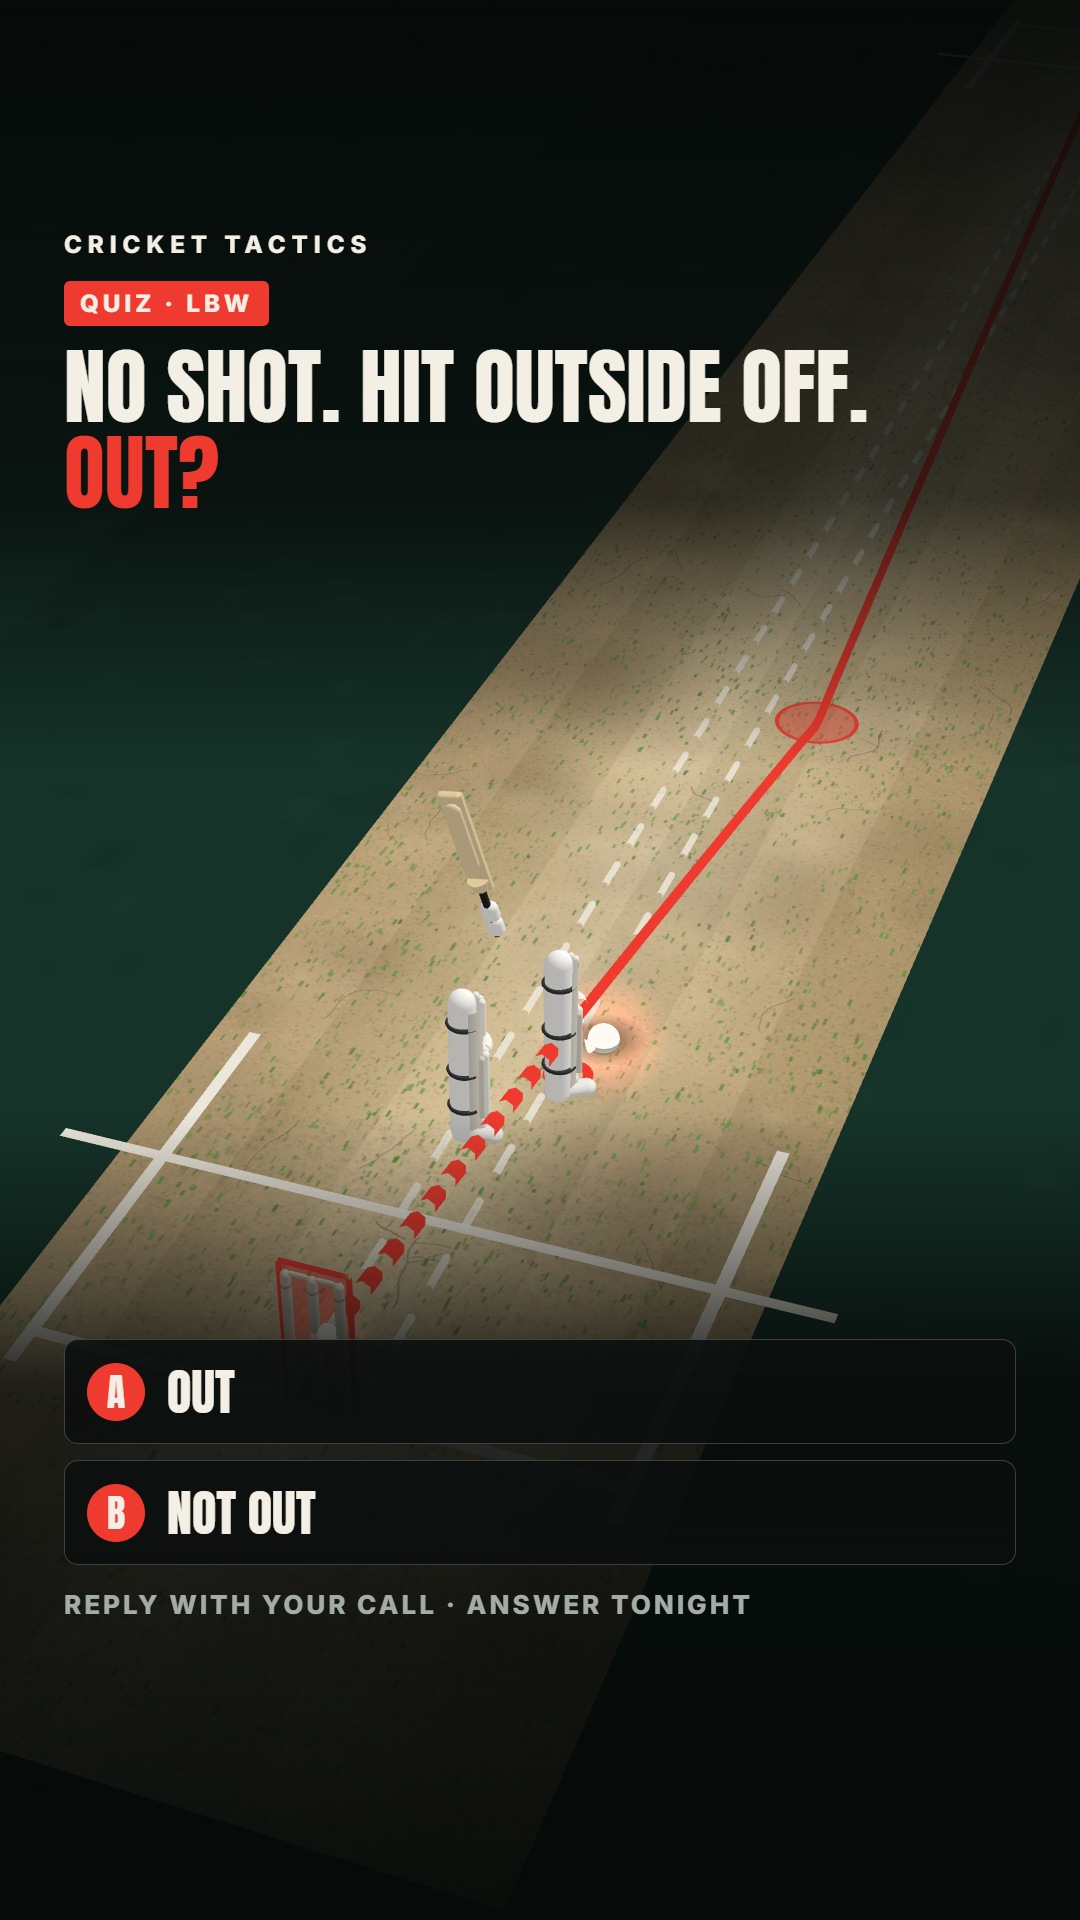 CRICKET TACTICS
QUIZ · LBW
NO SHOT. HIT OUTSIDE OFF.
OUT?
A OUT
B NOT OUT
REPLY WITH YOUR CALL · ANSWER TONIGHT